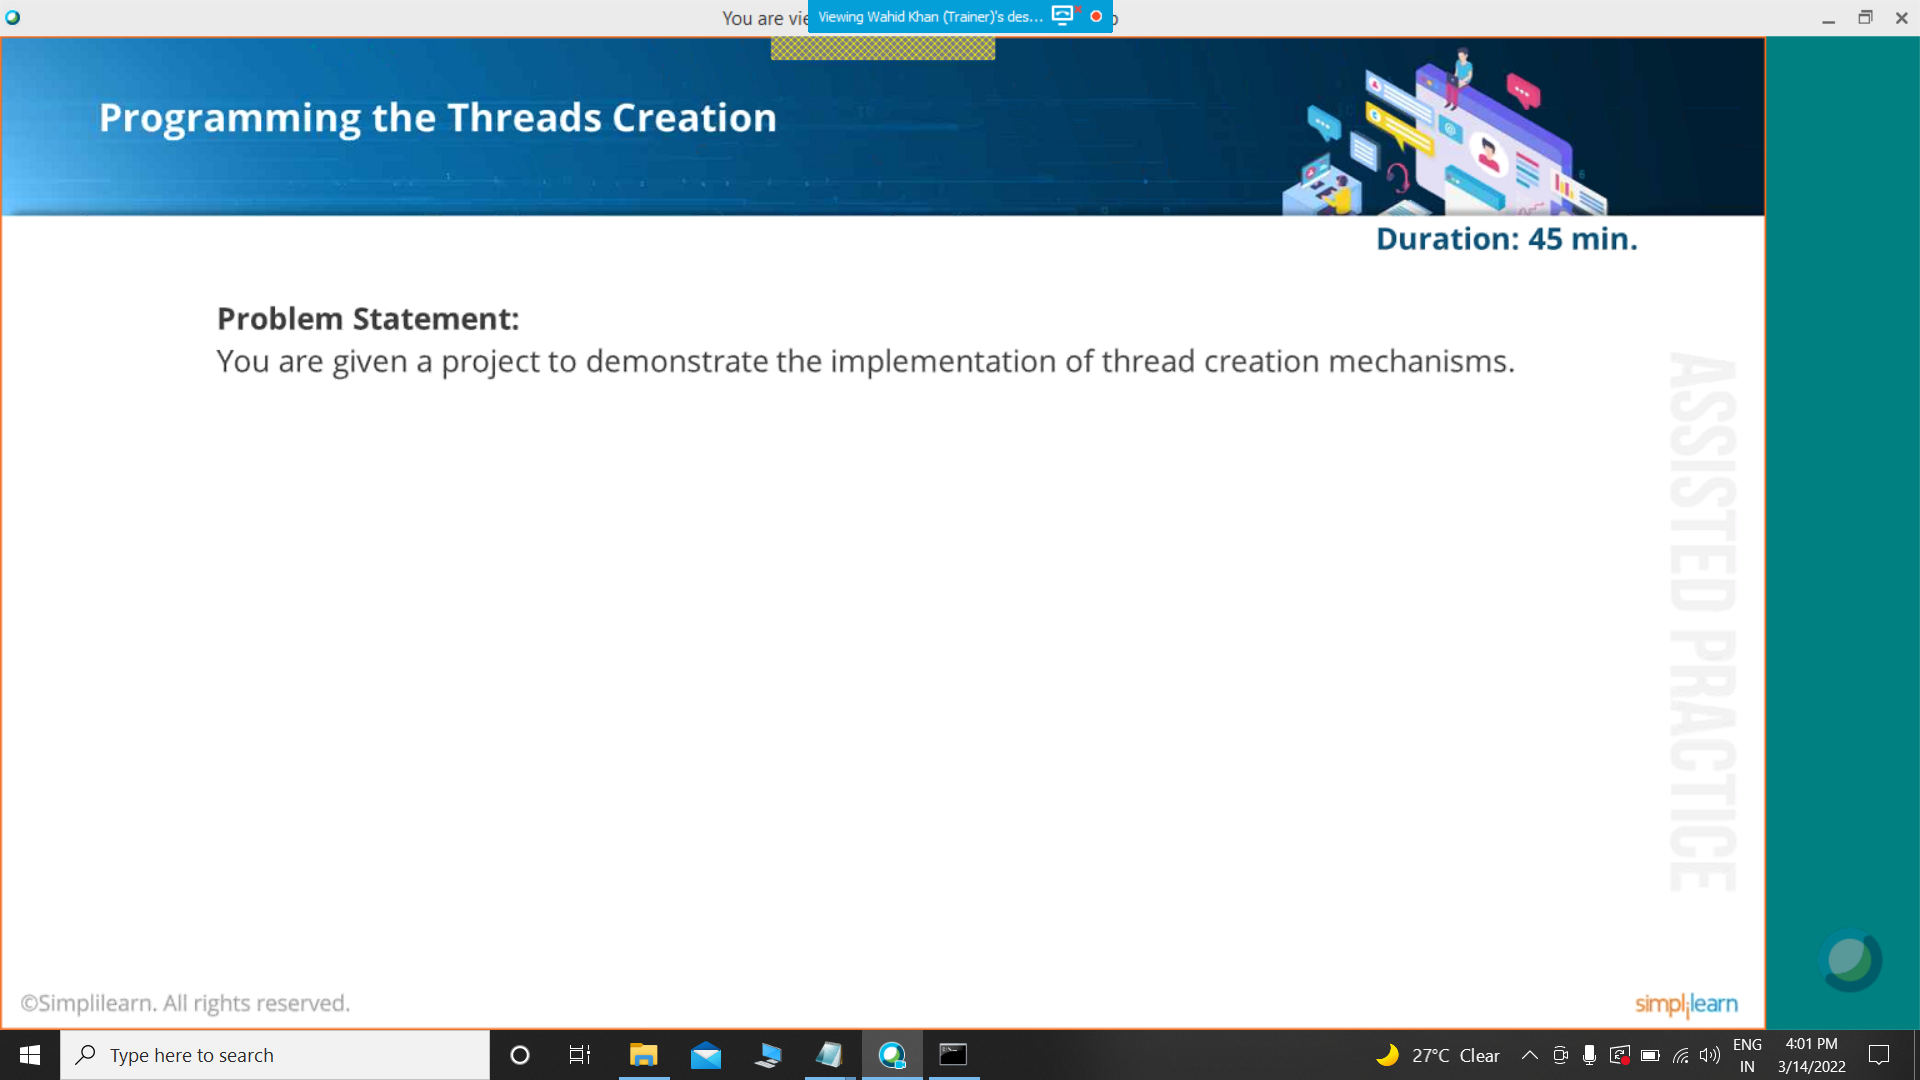 You are vie
Viewing Wahid Khan (Trainer)'s des...
Programming the Threads Creation
Duration: 45 min.
Problem Statement:
You are given a project to demonstrate the implementation of thread creation mechanisms.
ASSISTED PRACTICE
©Simplilearn. All rights reserved.
simplilearn
Type here to search
27°C Clear
ENG
IN
4:01 PM
3/14/2022